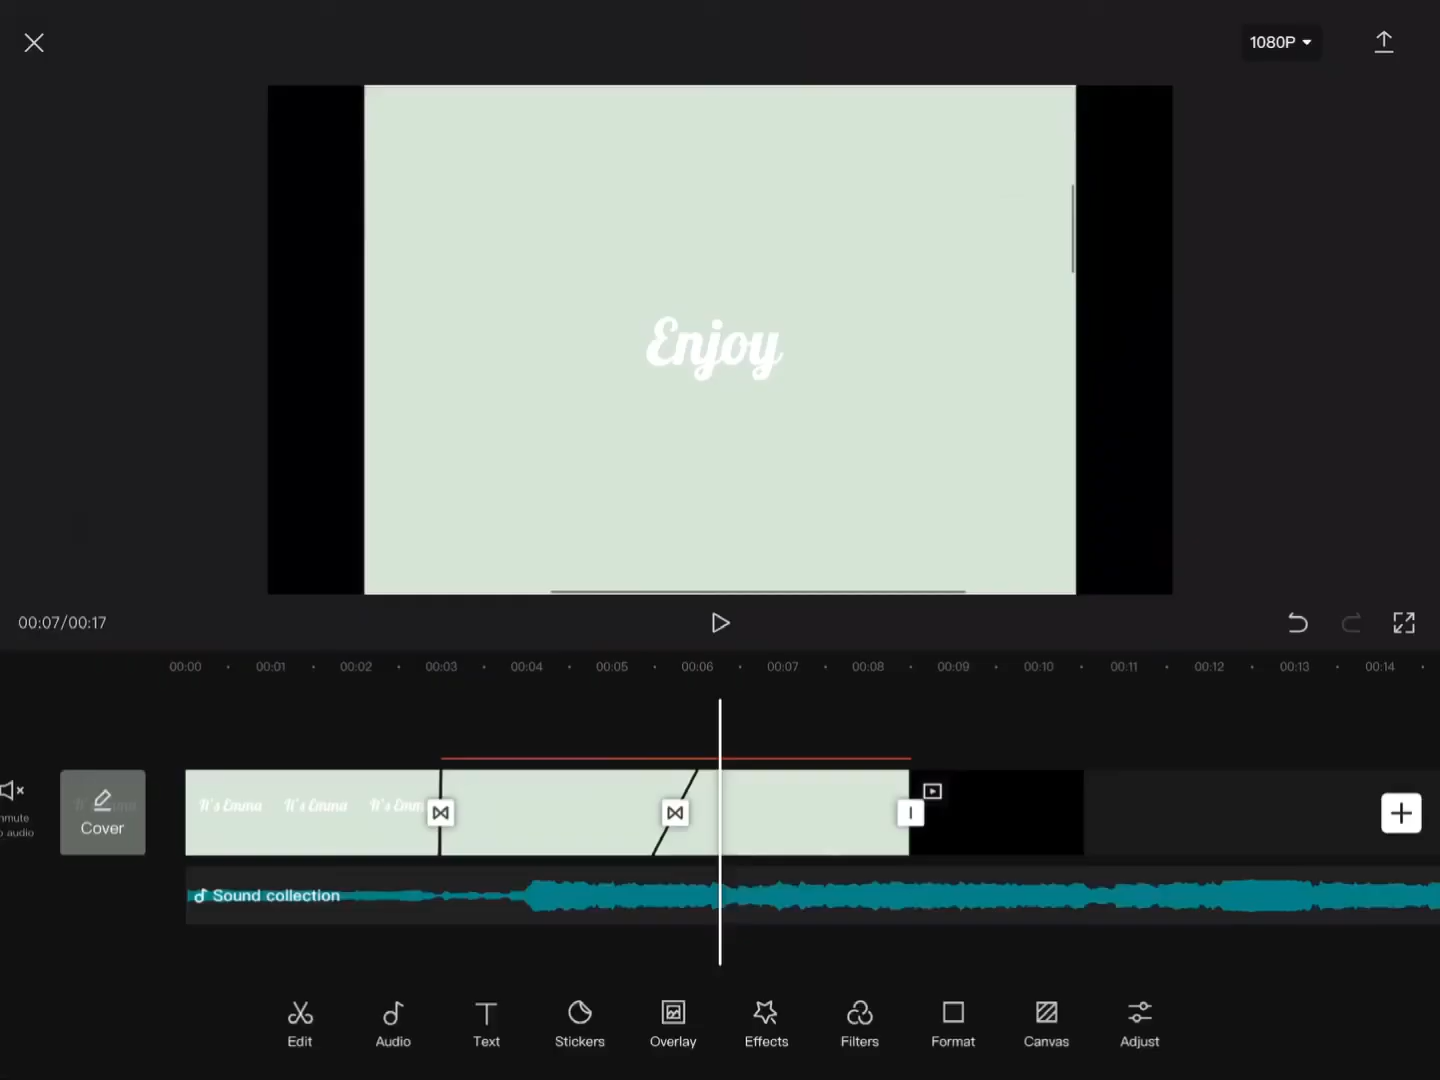 1080P
Enjoy
00:07/00:17
00:00 00:01 00:02 00:03 00:04 00:05 00:06 00:07 00:08 00:09 00:10 00:11 00:12 00:13 00:14
It's Emma It's Emma It's Emm
nmute
o audio
Cover
Sound collection
Edit Audio Text Stickers Overlay Effects Filters Format Canvas Adjust